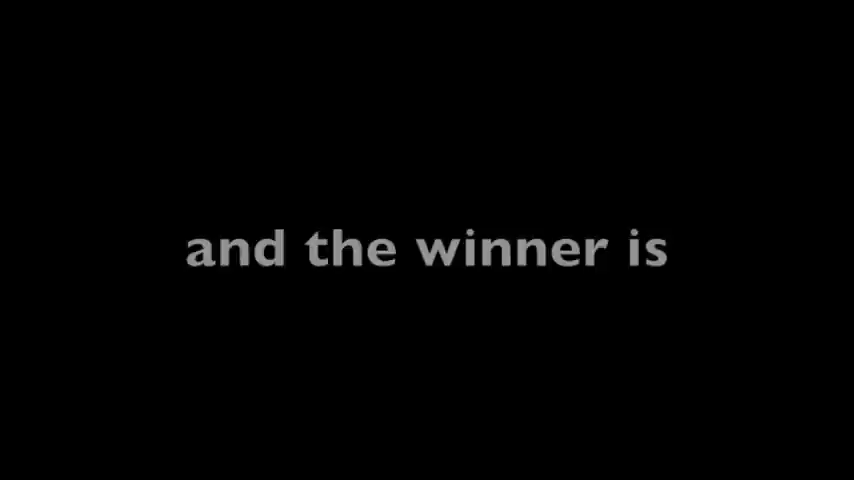 and the winner is